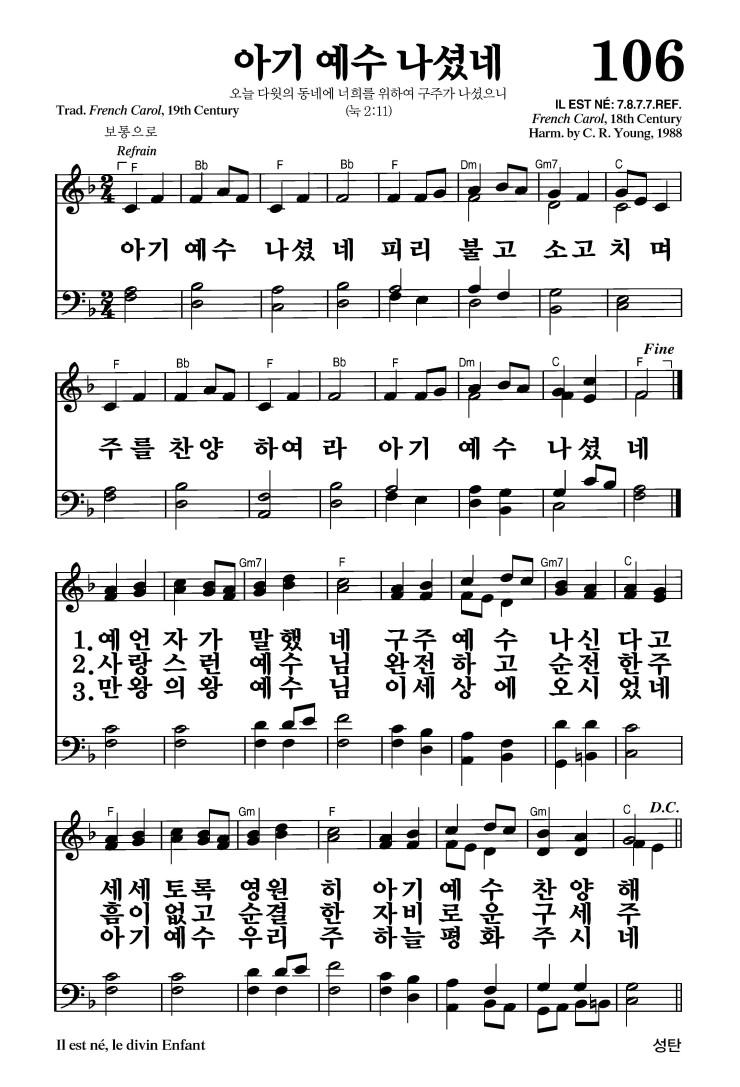 아기 예수 나셨네 106
오늘 다윗의 동네에 너희를 위하여 구주가 나셨으니
(눅 2:11)
Trad. French Carol, 19th Century
IL EST NÉ: 7.8.7.7.REF.
French Carol, 18th Century
Harm. by C. R. Young, 1988
보통으로
Refrain
F Bb F Bb F Dm Gm7 C
아기 예수 나셨 네 피리 불고 소고 치며
Fine
F Bb F Bb F Dm C F
주를 찬양 하여 라 아기 예수 나셨 네
Gm7 F Gm7 C
1. 예언자가 말했 네 구주예 수 나신 다고
2. 사랑스런 예수 님 완전하 고 순전 한주
3. 만왕의왕 예수 님 이세상 에 오시 었네
D.C.
F Gm F Gm C
세세토록 영원 히 아기 예 수 찬양 해
흠이없고 순결 한 자비 로 운 구세 주
아기예수 우리 주 하늘 평 화 주시 네
Il est né, le divin Enfant
성탄